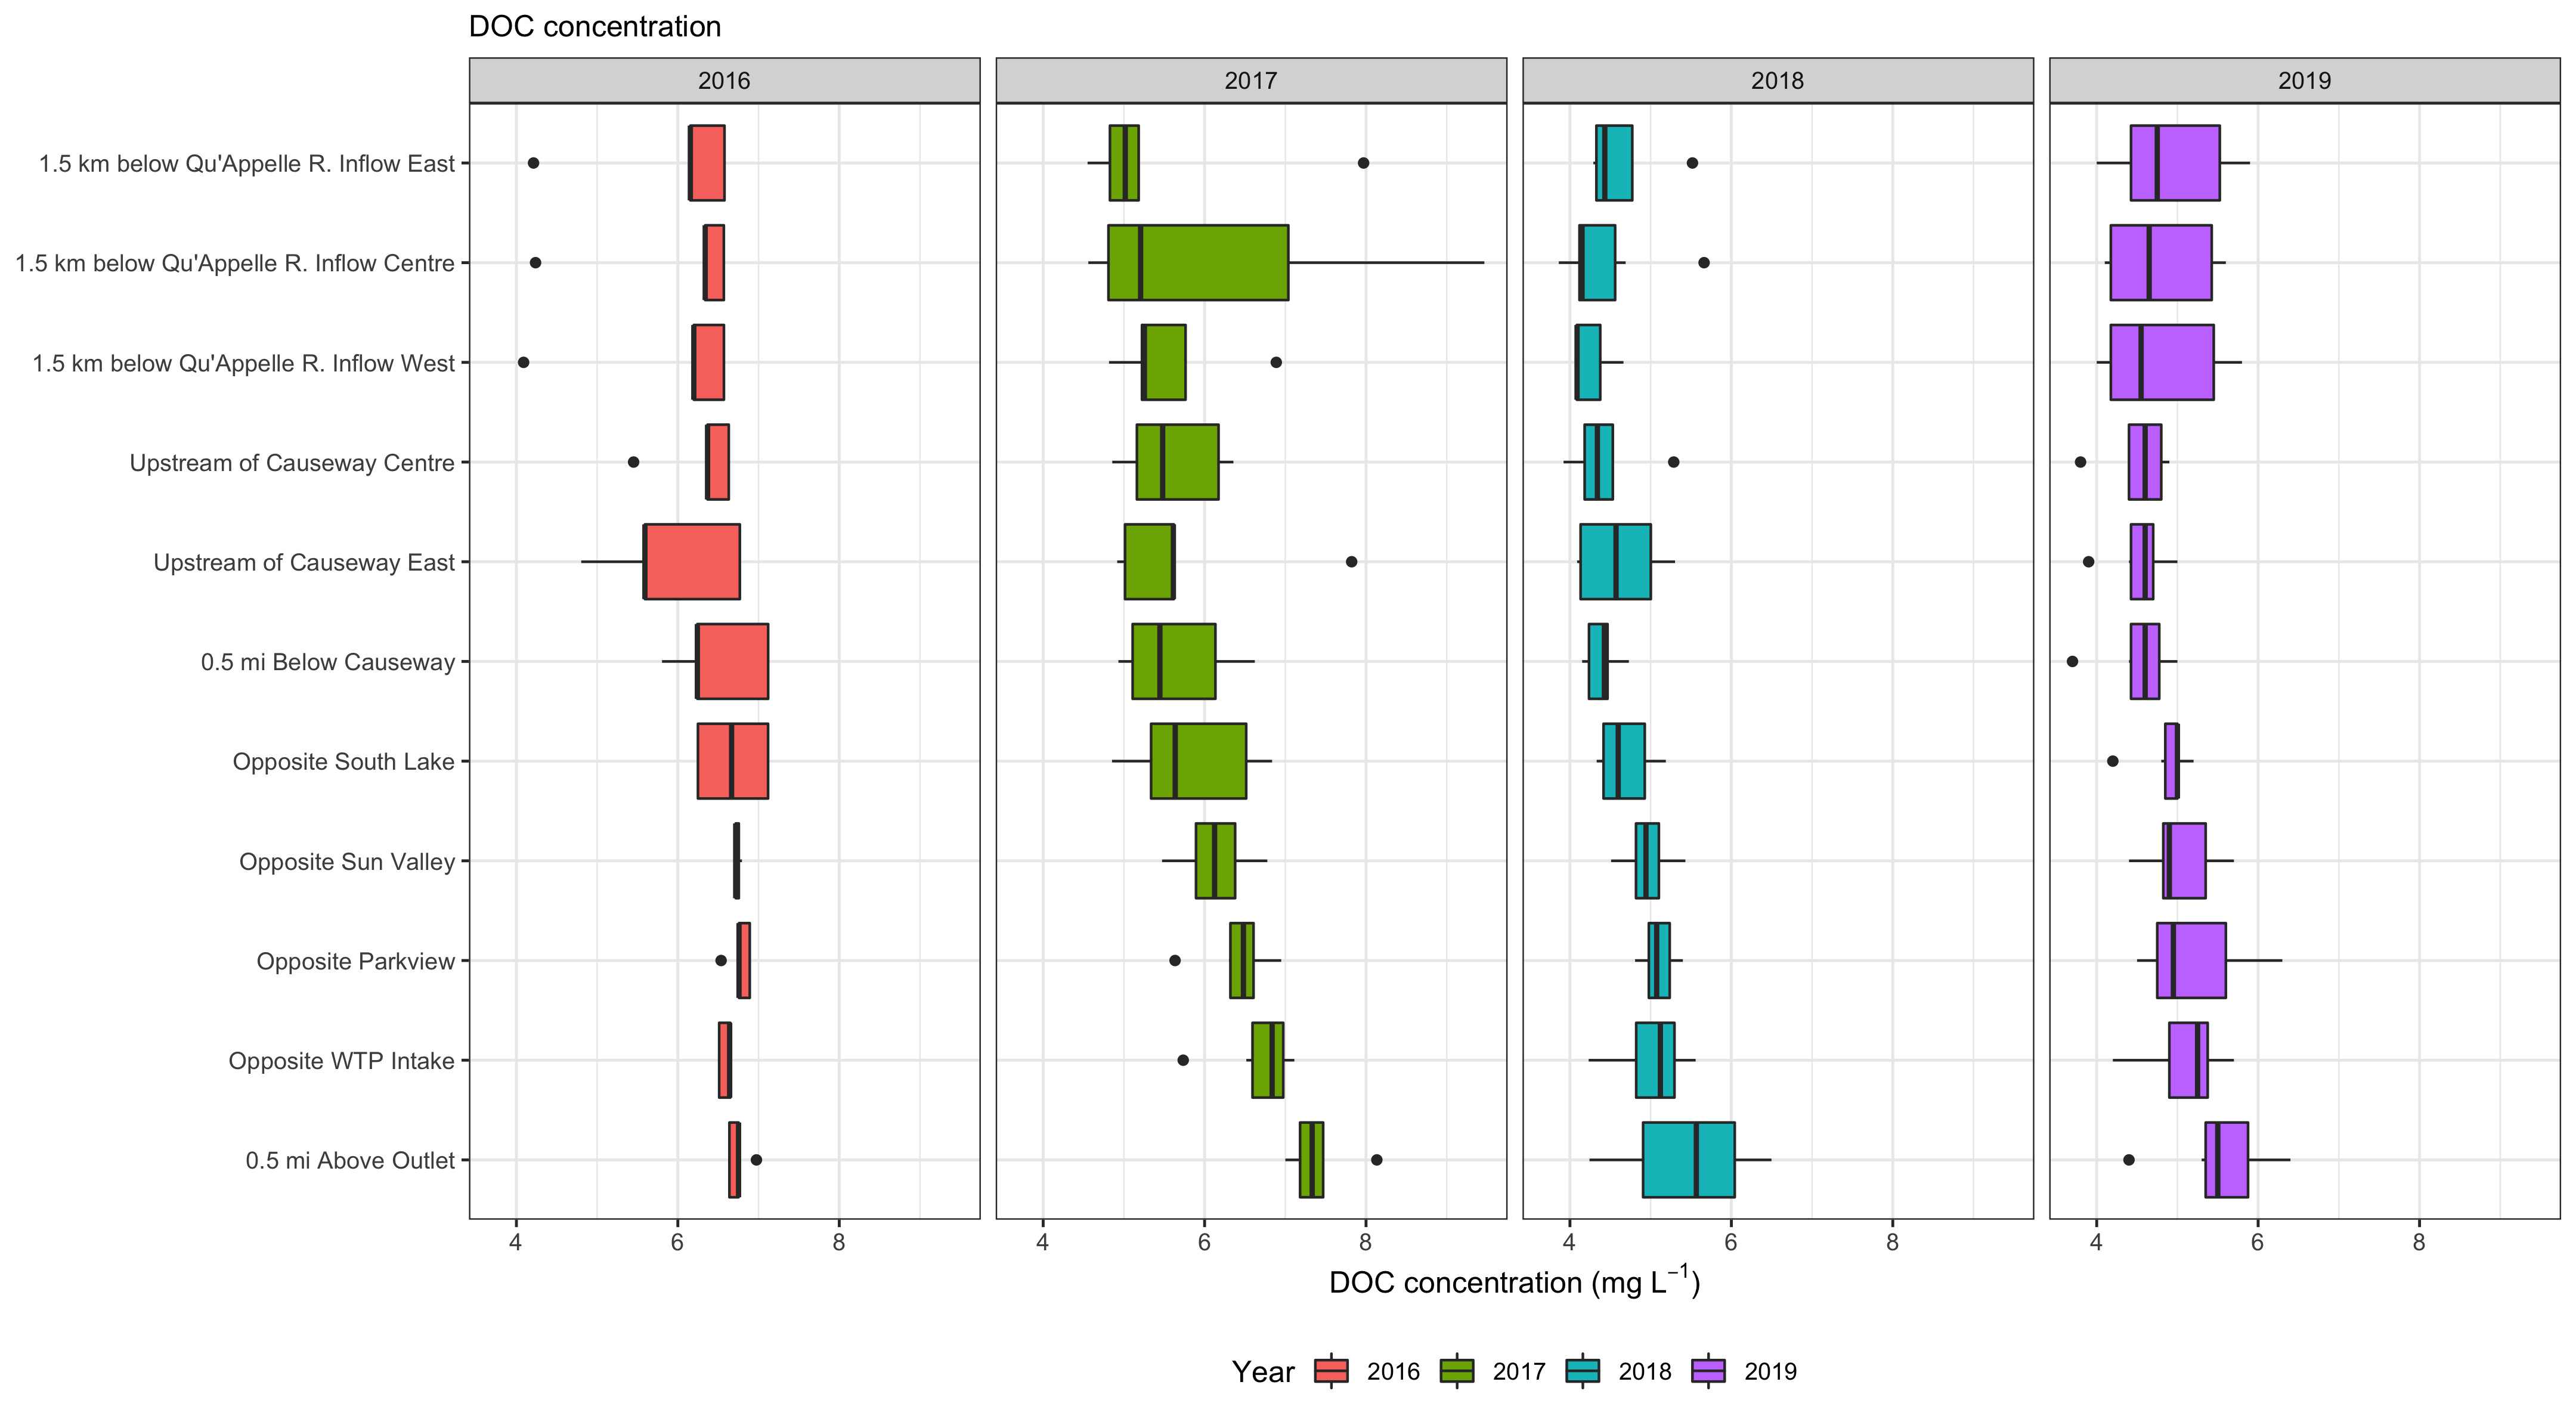 DOC concentration
2016 2017 2018 2019
1.5 km below Qu'Appelle R. Inflow East
1.5 km below Qu'Appelle R. Inflow Centre
1.5 km below Qu'Appelle R. Inflow West
Upstream of Causeway Centre
Upstream of Causeway East
0.5 mi Below Causeway
Opposite South Lake
Opposite Sun Valley
Opposite Parkview
Opposite WTP Intake
0.5 mi Above Outlet
4 6 8 4 6 8 4 6 8 4 6 8
DOC concentration (mg L⁻¹)
Year 2016 2017 2018 2019